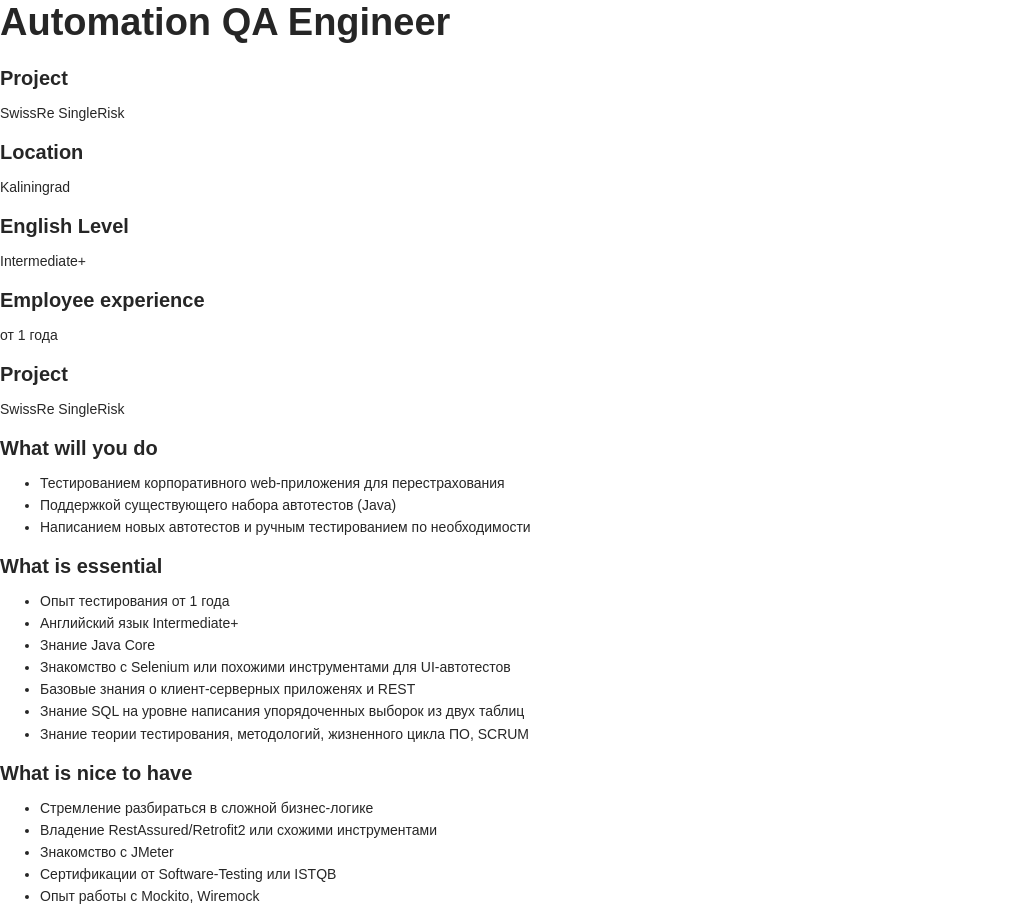 Automation QA Engineer
Project
SwissRe SingleRisk
Location
Kaliningrad
English Level
Intermediate+
Employee experience
от 1 года
Project
SwissRe SingleRisk
What will you do
Тестированием корпоративного web-приложения для перестрахования
Поддержкой существующего набора автотестов (Java)
Написанием новых автотестов и ручным тестированием по необходимости
What is essential
Опыт тестирования от 1 года
Английский язык Intermediate+
Знание Java Core
Знакомство с Selenium или похожими инструментами для UI-автотестов
Базовые знания о клиент-серверных приложенях и REST
Знание SQL на уровне написания упорядоченных выборок из двух таблиц
Знание теории тестирования, методологий, жизненного цикла ПО, SCRUM
What is nice to have
Стремление разбираться в сложной бизнес-логике
Владение RestAssured/Retrofit2 или схожими инструментами
Знакомство с JMeter
Сертификации от Software-Testing или ISTQB
Опыт работы с Mockito, Wiremock